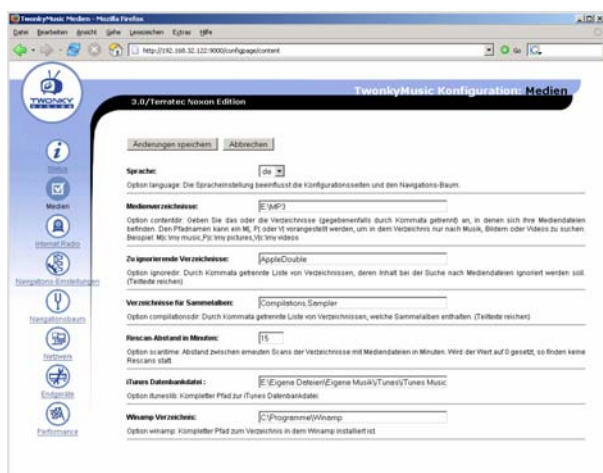 TwonkyMusic Medien - Mozilla Firefox
Datei Bearbeiten Ansicht Gehe Lesezeichen Extras Hilfe
http://192.168.32.122:9000/configpage/content
Go
TWONKY VISION
TwonkyMusic Konfiguration: Medien
3.0/Terratec Noxon Edition
Änderungen speichern Abbrechen
Status
Medien
Internet Radio
Navigations-Einstellungen
Navigationsbaum
Netzwerk
Endgeräte
Performance
Sprache: de
Option language: Die Spracheinstellung beeinflusst die Konfigurationsseiten und den Navigations-Baum.
Medienverzeichnisse: E:\MP3
Option contentdir: Geben Sie das oder die Verzeichnisse (gegebenenfalls durch Kommata getrennt) an, in denen sich Ihre Mediendateien
befinden. Den Pfadnamen kann ein M|, P| oder V| vorangestellt werden, um in dem Verzeichnis nur nach Musik, Bildern oder Videos zu suchen.
Beispiel: M|c:\my music,P|c:\my pictures,V|c:\my videos
Zu ignorierende Verzeichnisse: AppleDouble
Option ignoredir: Durch Kommata getrennte Liste von Verzeichnissen, deren Inhalt bei der Suche nach Mediendateien ignoriert werden soll.
(Teiltexte reichen)
Verzeichnisse für Sammelalben: Compilations,Sampler
Option compilationsdir: Durch Kommata getrennte Liste von Verzeichnissen, welche Sammelalben enthalten. (Teiltexte reichen)
Rescan-Abstand in Minuten: 15
Option scantime: Abstand zwischen erneuten Scans der Verzeichnisse mit Mediendateien in Minuten. Wird der Wert auf 0 gesetzt, so finden keine
Rescans statt.
iTunes Datenbankdatei : E:\Eigene Dateien\Eigene Musik\iTunes\iTunes Music
Option ituneslib: Kompletter Pfad zur iTunes Datenbankdatei.
Winamp Verzeichnis: C:\Programme\Winamp
Option winamp: Kompletter Pfad zum Verzeichnis in dem Winamp installiert ist.